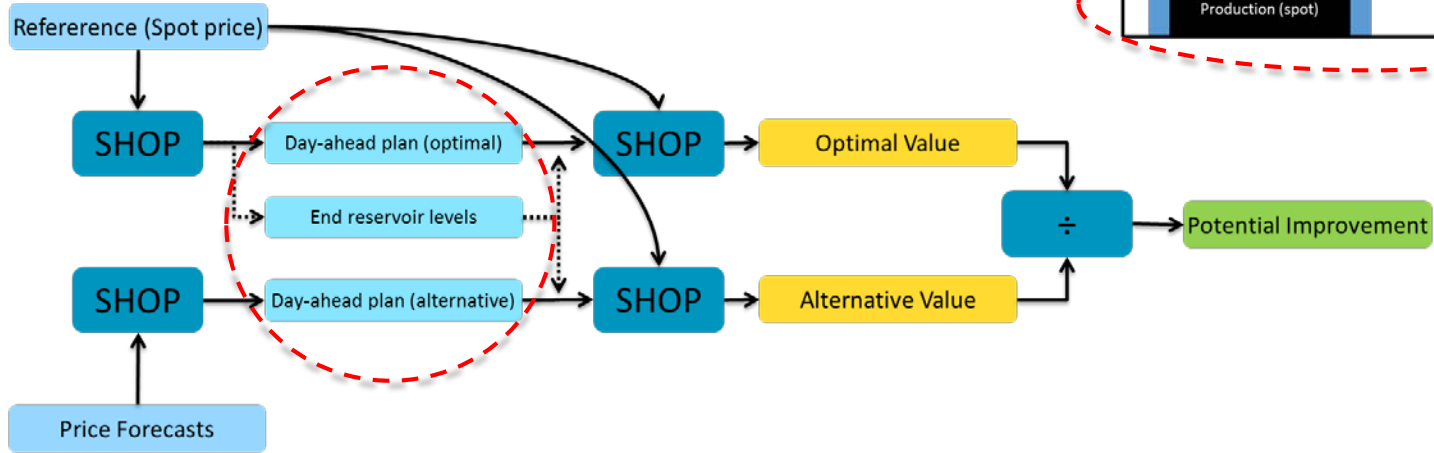 Production (spot)
Refererence (Spot price)
SHOP
Day-ahead plan (optimal)
SHOP
Optimal Value
End reservoir levels
÷
Potential Improvement
SHOP
Day-ahead plan (alternative)
SHOP
Alternative Value
Price Forecasts